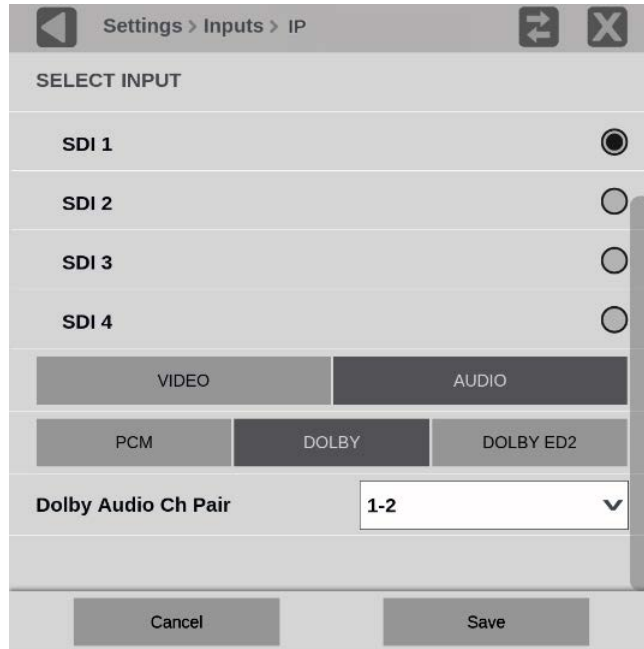 Settings > Inputs > IP
SELECT INPUT
SDI 1
SDI 2
SDI 3
SDI 4
VIDEO AUDIO
PCM DOLBY DOLBY ED2
Dolby Audio Ch Pair 1-2
Cancel Save